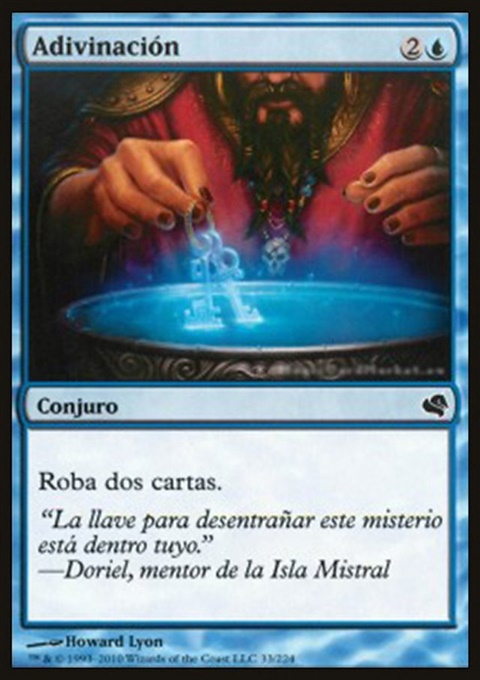 Adivinación 2
Conjuro
Roba dos cartas.
“La llave para desentrañar este misterio
está dentro tuyo.”
—Doriel, mentor de la Isla Mistral
Howard Lyon
™ & © 1993–2010 Wizards of the Coast LLC 33/224